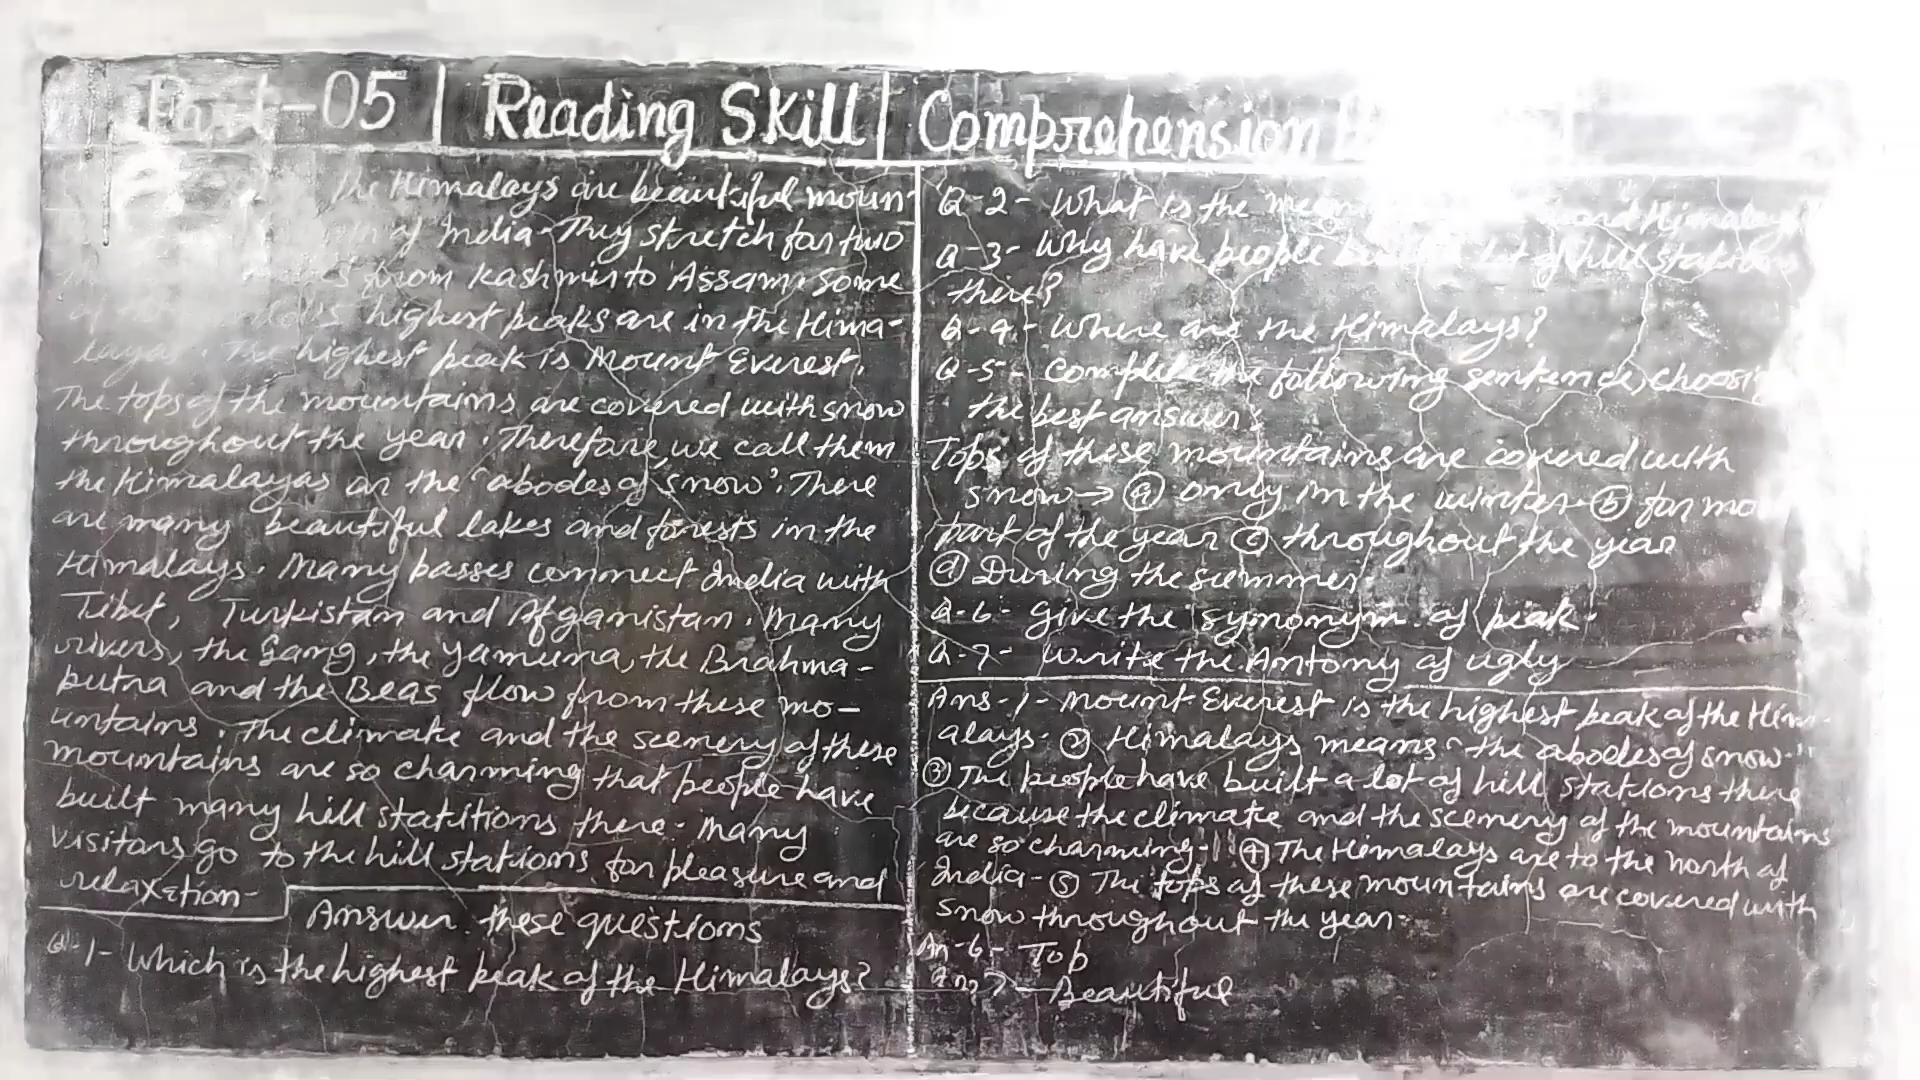 Part-05 | Reading Skill | Comprehension
The Himalays are beautiful moun-
of India. They stretch for two
from Kashmir to Assam. Some
highest peaks are in the Hima-
layas. The highest peak is Mount Everest.
The tops of the mountains are covered with snow
throughout the year. Therefore, we call them
the Himalayas or the "abodes of snow". There
are many beautiful lakes and forests in the
Himalays. Many passes connect India with
Tibet, Turkistan and Afganistan. Many
rivers, the Gang, the Yamuna, the Brahma-
putra and the Beas flow from these mo-
untains. The climate and the scenery of these
mountains are so charming that people have
built many hill statitions there. Many
visitors go to the hill stations for pleasure and
relaxetion-
Answer these questions
Q-1- Which is the highest peak of the Himalays?
Q-2- What is the Himalay
Q-3- Why have people lot of hill stations
there?
Q-4- Where are the Himalays?
Q-5- Complete the following sentence, choosi
the best answer:
Tops of these mountains are covered with
snow → (a) only in the winter (b) for mo
part of the year (c) throughout the year
(d) During the summer.
Q-6- Give the synonym of peak.
Q-7- Write the Antomy of ugly
Ans-1- Mount Everest is the highest peak of the Him-
alays. (2) Himalays means "the abodes of snow."
(3) The people have built a lot of hill stations there
because the climate and the scenery of the mountains
are so charming. (4) The Himalays are to the north of
India- (5) The tops of these mountains are covered with
snow throughout the year-
An-6- Top
An 7- Beautiful